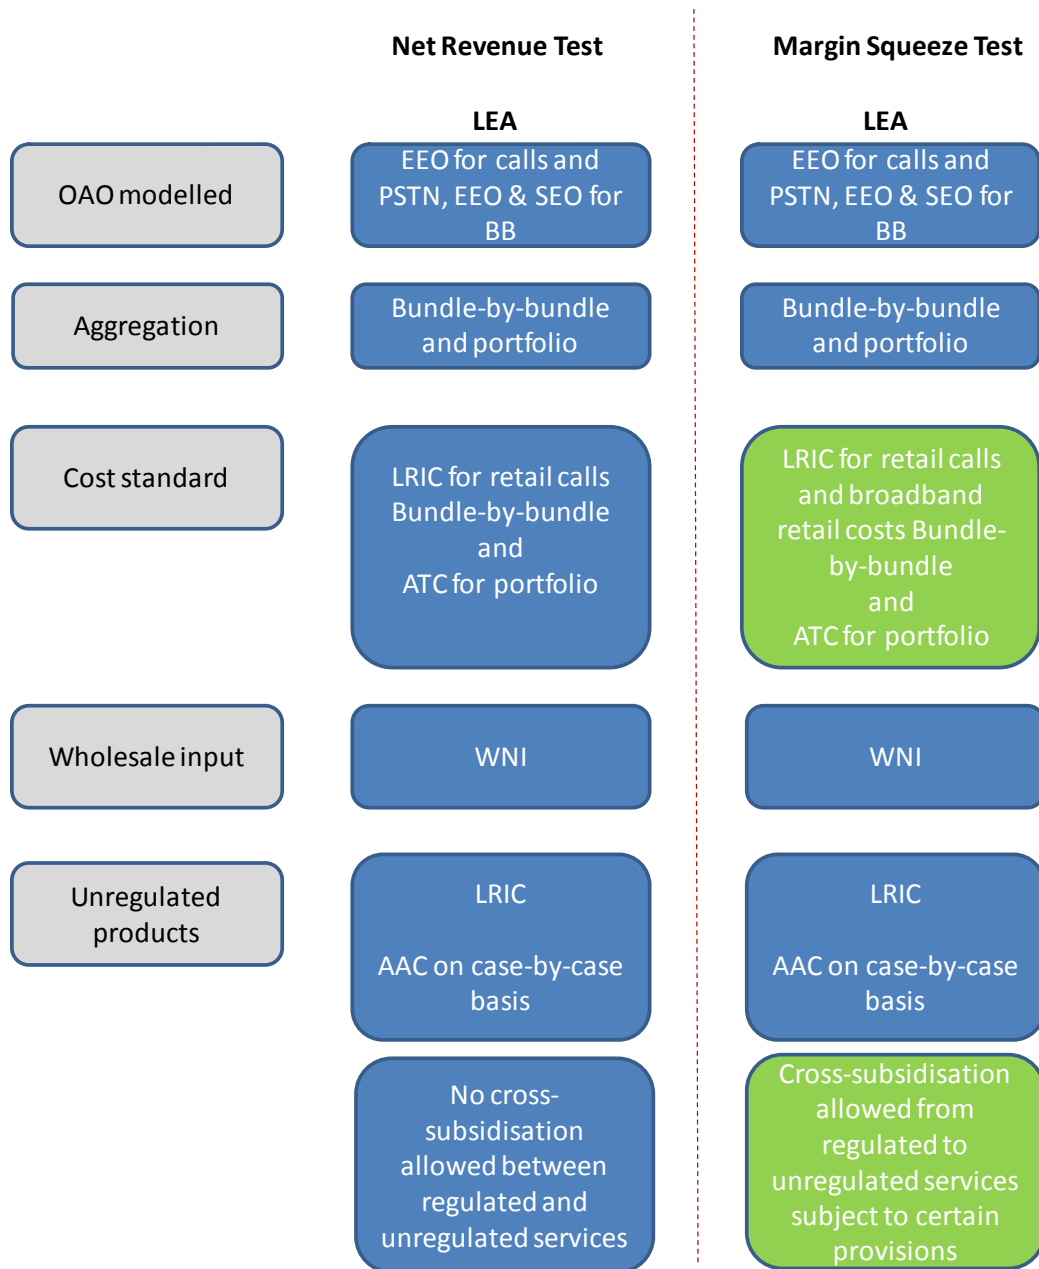 Net Revenue Test
Margin Squeeze Test
LEA
LEA
OAO modelled
EEO for calls and
PSTN, EEO & SEO for
BB
EEO for calls and
PSTN, EEO & SEO for
BB
Aggregation
Bundle-by-bundle
and portfolio
Bundle-by-bundle
and portfolio
Cost standard
LRIC for retail calls
Bundle-by-bundle
and
ATC for portfolio
LRIC for retail calls
and broadband
retail costs Bundle-
by-bundle
and
ATC for portfolio
Wholesale input
WNI
WNI
Unregulated
products
LRIC
AAC on case-by-case
basis
LRIC
AAC on case-by-case
basis
No cross-
subsidisation
allowed between
regulated and
unregulated services
Cross-subsidisation
allowed from
regulated to
unregulated services
subject to certain
provisions